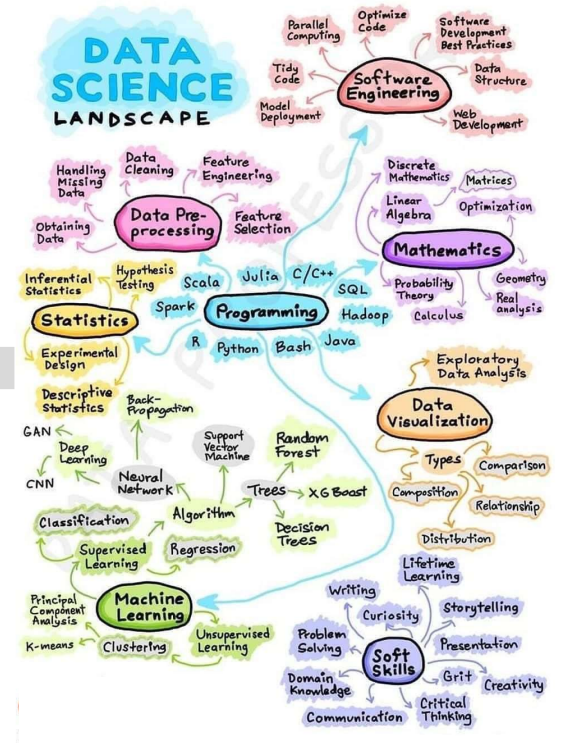 DATA
SCIENCE
LANDSCAPE
Parallel
Computing
Optimize
Code
Software
Development
Best Practices
Tidy
Code
Software
Engineering
Data
Structure
Model
Deployment
Web
Development
Handling
Missing
Data
Data
Cleaning
Feature
Engineering
Obtaining
Data
Data Pre-
processing
Feature
Selection
Discrete
Mathematics
Matrices
Linear
Algebra
Optimization
Mathematics
Probability
Theory
Calculus
Geometry
Real
analysis
Inferential
Statistics
Hypothesis
Testing
Statistics
Experimental
Design
Descriptive
Statistics
Scala
Julia
C/C++
SQL
Spark
Programming
Hadoop
R
Python
Bash
Java
Exploratory
Data Analysis
Data
Visualization
Types
Comparison
Composition
Relationship
Distribution
Back-
Propagation
GAN
Deep
Learning
CNN
Neural
Network
Support
Vector
Machine
Random
Forest
Trees
XG Boast
Algorithm
Decision
Trees
Classification
Supervised
Learning
Regression
Principal
Component
Analysis
Machine
Learning
K-means
Clustering
Unsupervised
Learning
Lifetime
Learning
Writing
Curiosity
Storytelling
Problem
Solving
Soft
Skills
Presentation
Domain
Knowledge
Grit
Creativity
Communication
Critical
Thinking